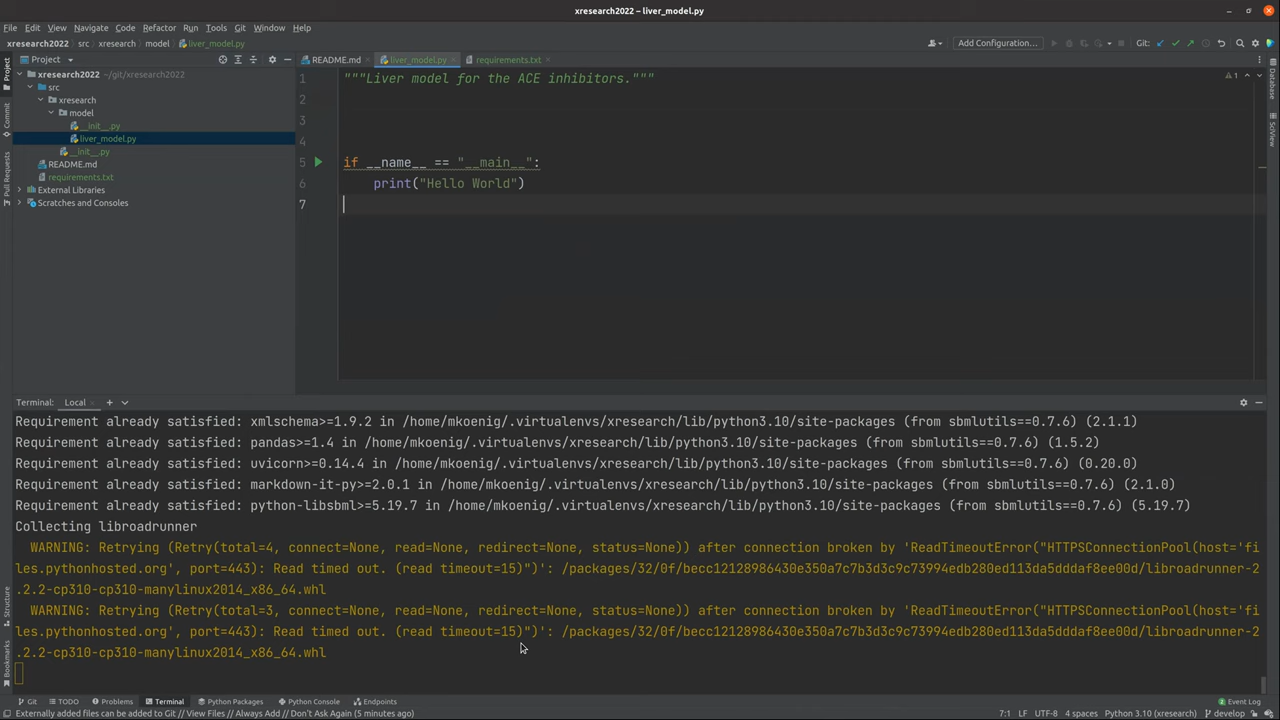 xresearch2022 – liver_model.py
File Edit View Navigate Code Refactor Run Tools Git Window Help
xresearch2022 src xresearch model liver_model.py
Add Configuration... Git:
Project
README.md liver_model.py requirements.txt
xresearch2022 ~/git/xresearch2022
src
xresearch
model
__init__.py
liver_model.py
__init__.py
README.md
requirements.txt
External Libraries
Scratches and Consoles
Project
Commit
Pull Requests
Structure
Bookmarks
1 """Liver model for the ACE inhibitors."""
2
3
4
5 if __name__ == "__main__":
6 print("Hello World")
7
1
Database
SciView
Terminal: Local
Requirement already satisfied: xmlschema>=1.9.2 in /home/mkoenig/.virtualenvs/xresearch/lib/python3.10/site-packages (from sbmlutils==0.7.6) (2.1.1)
Requirement already satisfied: pandas>=1.4 in /home/mkoenig/.virtualenvs/xresearch/lib/python3.10/site-packages (from sbmlutils==0.7.6) (1.5.2)
Requirement already satisfied: uvicorn>=0.14.4 in /home/mkoenig/.virtualenvs/xresearch/lib/python3.10/site-packages (from sbmlutils==0.7.6) (0.20.0)
Requirement already satisfied: markdown-it-py>=2.0.1 in /home/mkoenig/.virtualenvs/xresearch/lib/python3.10/site-packages (from sbmlutils==0.7.6) (2.1.0)
Requirement already satisfied: python-libsbml>=5.19.7 in /home/mkoenig/.virtualenvs/xresearch/lib/python3.10/site-packages (from sbmlutils==0.7.6) (5.19.7)
Collecting libroadrunner
WARNING: Retrying (Retry(total=4, connect=None, read=None, redirect=None, status=None)) after connection broken by 'ReadTimeoutError("HTTPSConnectionPool(host='fi
les.pythonhosted.org', port=443): Read timed out. (read timeout=15)")': /packages/32/0f/becc12128986430e350a7c7b3d3c9c73994edb280ed113da5dddaf8ee00d/libroadrunner-2
.2.2-cp310-cp310-manylinux2014_x86_64.whl
WARNING: Retrying (Retry(total=3, connect=None, read=None, redirect=None, status=None)) after connection broken by 'ReadTimeoutError("HTTPSConnectionPool(host='fi
les.pythonhosted.org', port=443): Read timed out. (read timeout=15)")': /packages/32/0f/becc12128986430e350a7c7b3d3c9c73994edb280ed113da5dddaf8ee00d/libroadrunner-2
.2.2-cp310-cp310-manylinux2014_x86_64.whl
Git TODO Problems Terminal Python Packages Python Console Endpoints Event Log
Externally added files can be added to Git // View Files // Always Add // Don't Ask Again (5 minutes ago) 7:1 LF UTF-8 4 spaces Python 3.10 (xresearch) develop